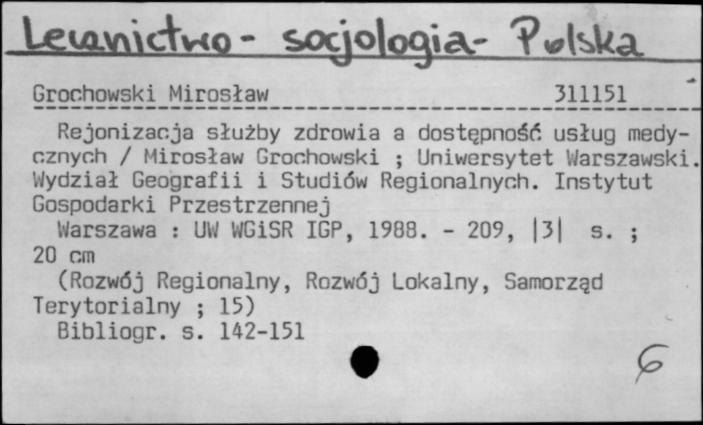 Lecznictwo - socjologia - Polska
Grochowski Mirosław 311151
Rejonizacja służby zdrowia a dostępność usług medy-
cznych / Mirosław Grochowski ; Uniwersytet Warszawski.
Wydział Geografii i Studiów Regionalnych. Instytut
Gospodarki Przestrzennej
Warszawa : UW WGiSR IGP, 1988. - 209, |3| s. ;
20 cm
(Rozwój Regionalny, Rozwój Lokalny, Samorząd
Terytorialny ; 15)
Bibliogr. s. 142-151
6